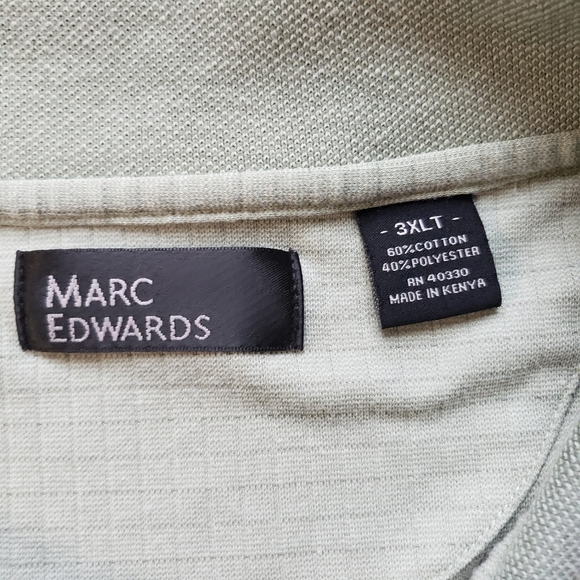 MARC
EDWARDS
- 3XLT -
60%COTTON
40%POLYESTER
RN 40330
MADE IN KENYA